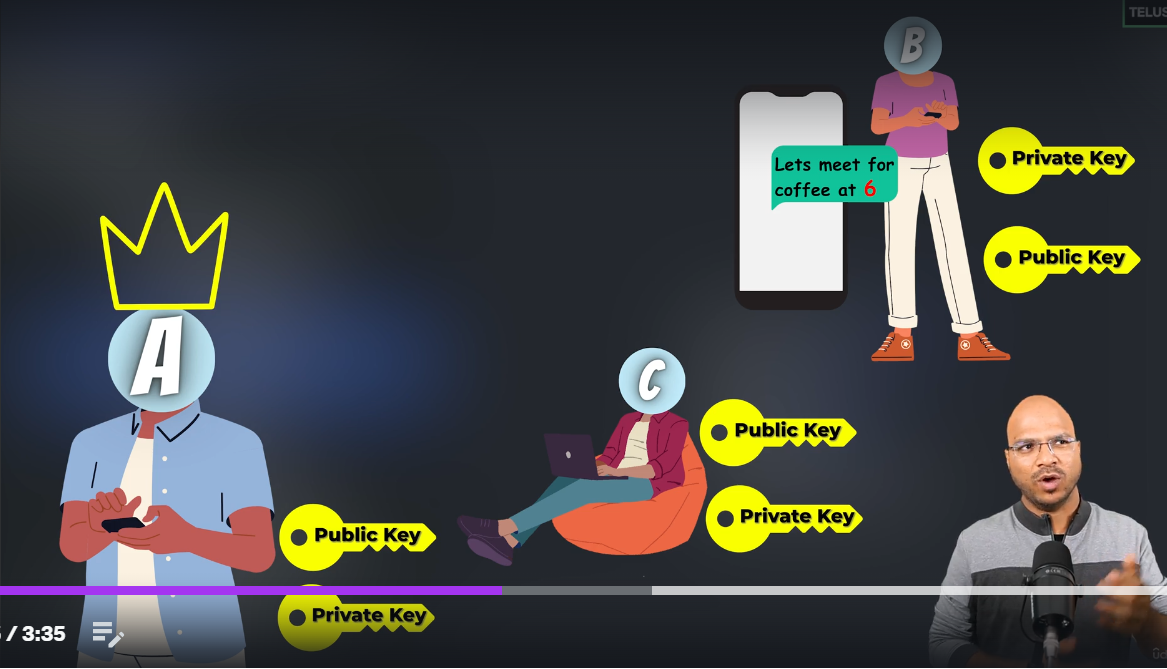 TELUS
B
Lets meet for
coffee at 6
Private Key
Public Key
A
C
Public Key
Private Key
Public Key
Private Key
/ 3:35